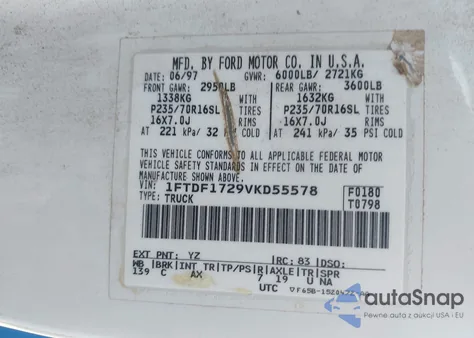 MFD. BY FORD MOTOR CO. IN U.S.A.
DATE: 06/97 GVWR: 6000LB/ 2721KG
FRONT GAWR: 2950LB REAR GAWR: 3600LB
1338KG WITH 1632KG WITH
P235/70R16SL TIRES P235/70R16SL TIRES
16X7.0J RIMS 16X7.0J RIMS
AT 221 kPa/ 32 COLD AT 241 kPa/ 35 PSI COLD
THIS VEHICLE CONFORMS TO ALL APPLICABLE FEDERAL MOTOR
VEHICLE SAFETY STANDARDS IN EFFECT ON THE DATE OF
MANUFACTURE SHOWN ABOVE.
VIN: 1FTDF1729VKD55578 F0180
TYPE: TRUCK T0798
EXT PNT: YZ RC: 83 DSO:
WB BRK INT TR TP/PS R AXLE TR SPR
139 C AX 7 19 U NA
UTC
autoSnap
Pewne auta z aukcji | USA i EU